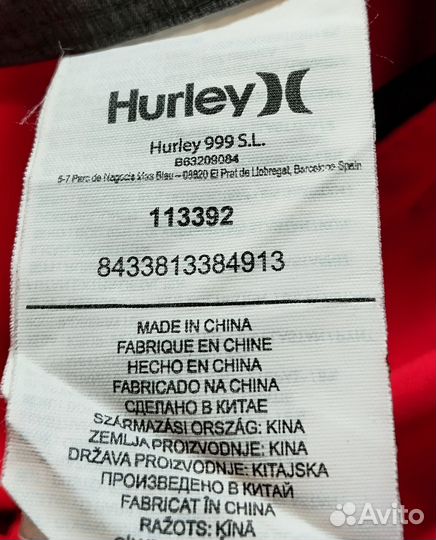 Hurley
Hurley 999 S.L.
B63209084
5-7 Parc de Negocis Mas Blau – 08820 El Prat de Llobregat, Barcelona Spain
113392
8433813384913
MADE IN CHINA
FABRIQUE EN CHINE
HECHO EN CHINA
FABRICADO NA CHINA
СДЕЛАНО В КИТАЕ
SZÁRMAZÁSI ORSZÁG: KÍNA
ZEMLJA PROIZVODNJE: KINA
DRŽAVA PROIZVODNJE: KITAJSKA
ПРОИЗВЕДЕНО В КИТАЙ
FABRICAT ÎN CHINA
RAŽOTS: ĶĪNĀ
Avito